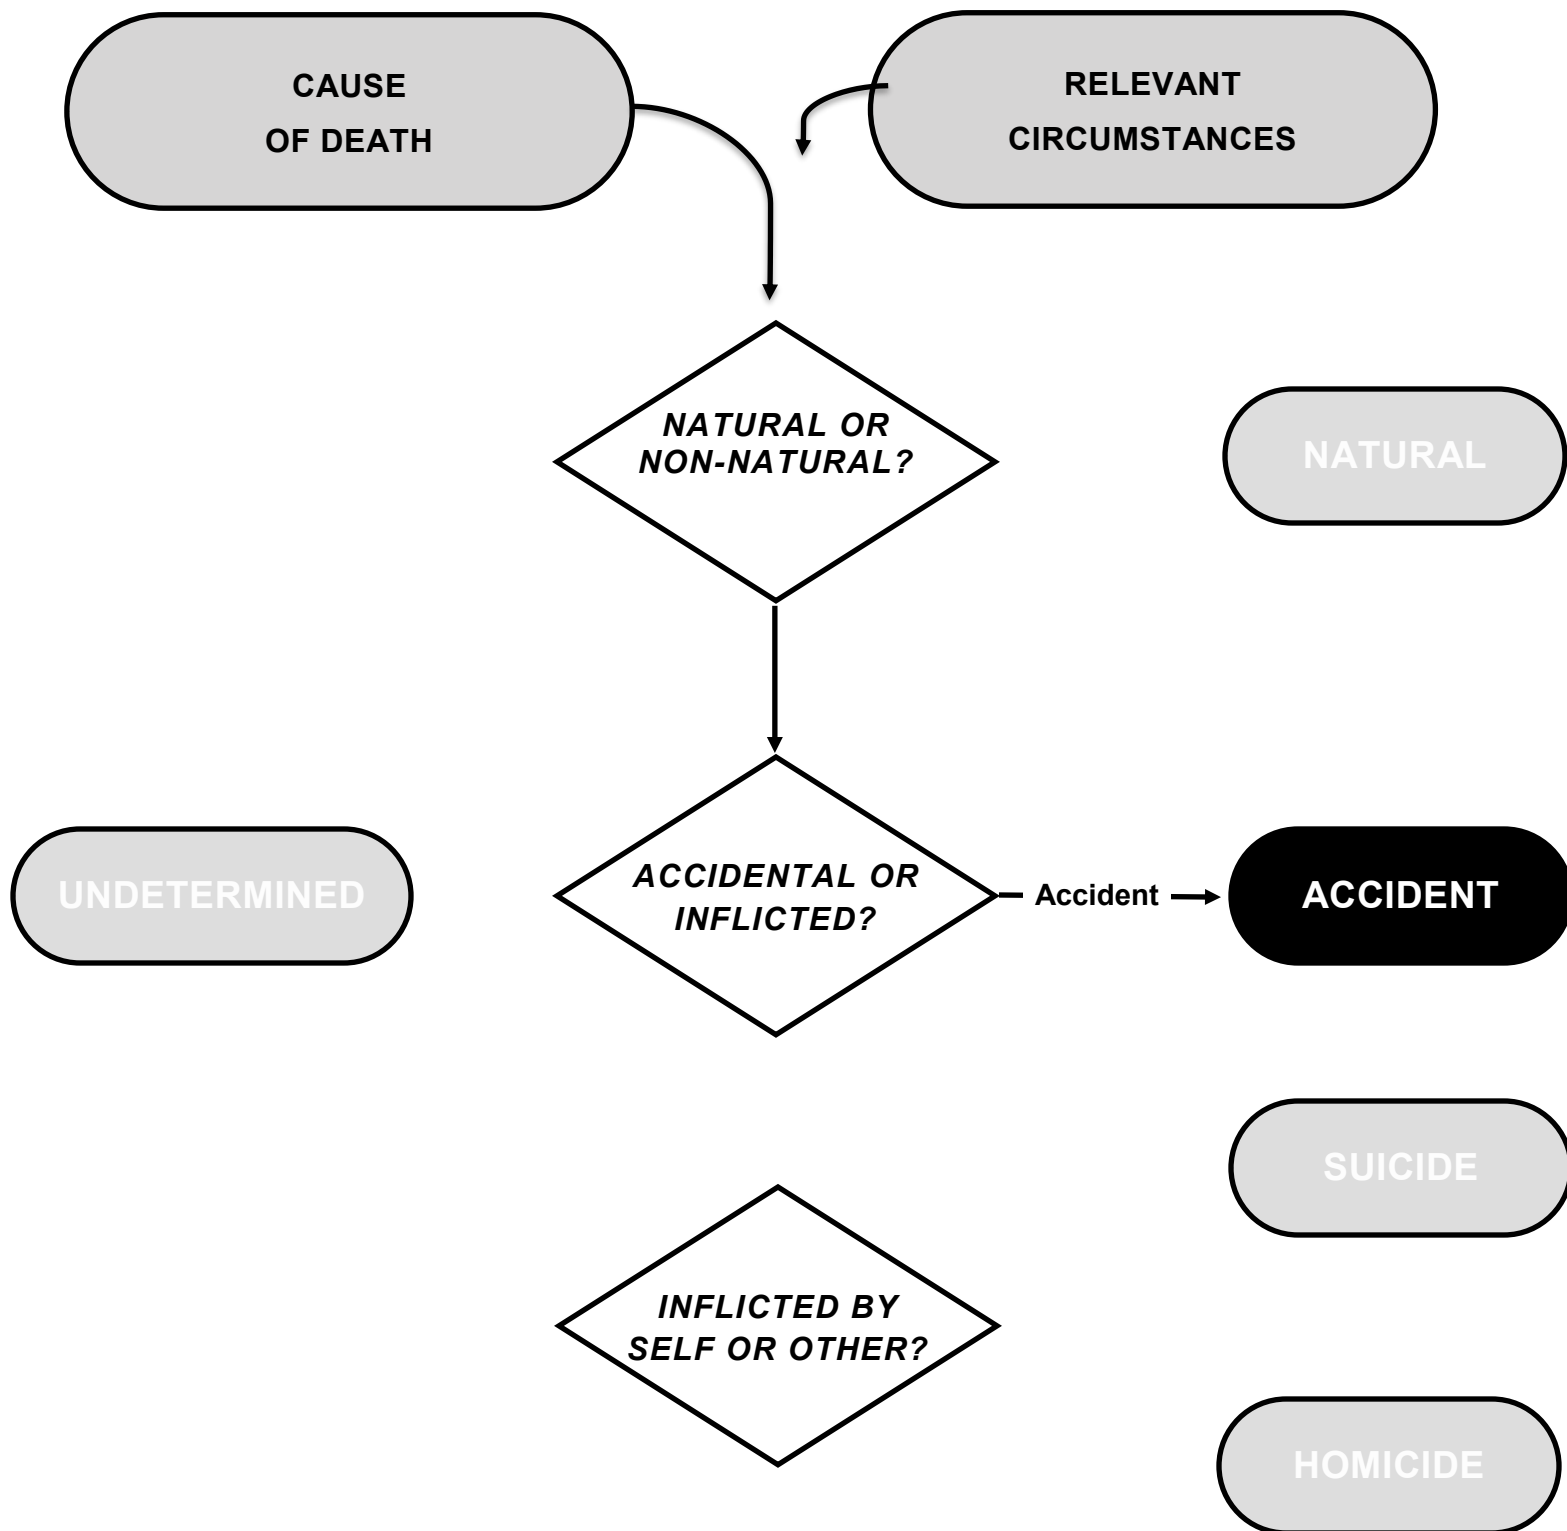 CAUSE
OF DEATH
RELEVANT
CIRCUMSTANCES
NATURAL OR
NON-NATURAL?
NATURAL
UNDETERMINED
ACCIDENTAL OR
INFLICTED?
Accident
ACCIDENT
SUICIDE
INFLICTED BY
SELF OR OTHER?
HOMICIDE